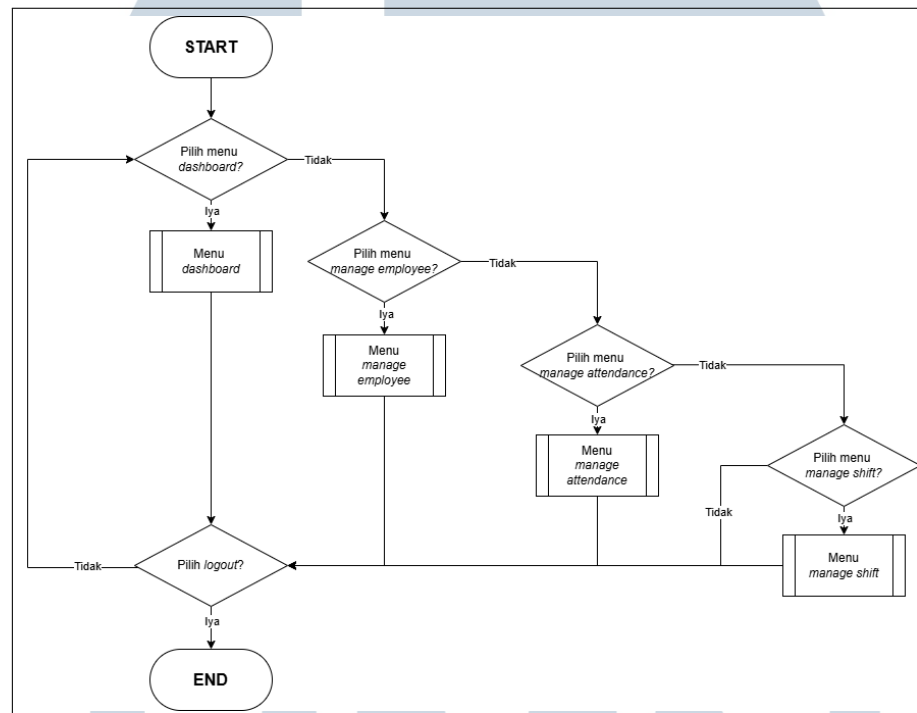 START
Pilih menu
dashboard?
Tidak
Iya
Menu
dashboard
Pilih menu
manage employee?
Tidak
Iya
Menu
manage
employee
Pilih menu
manage attendance?
Tidak
Iya
Menu
manage
attendance
Pilih menu
manage shift?
Tidak
Iya
Menu
manage shift
Pilih logout?
Tidak
Iya
END